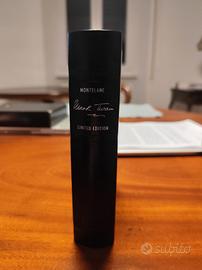 MONTBLANC
Mark Twain
LIMITED EDITION
subito